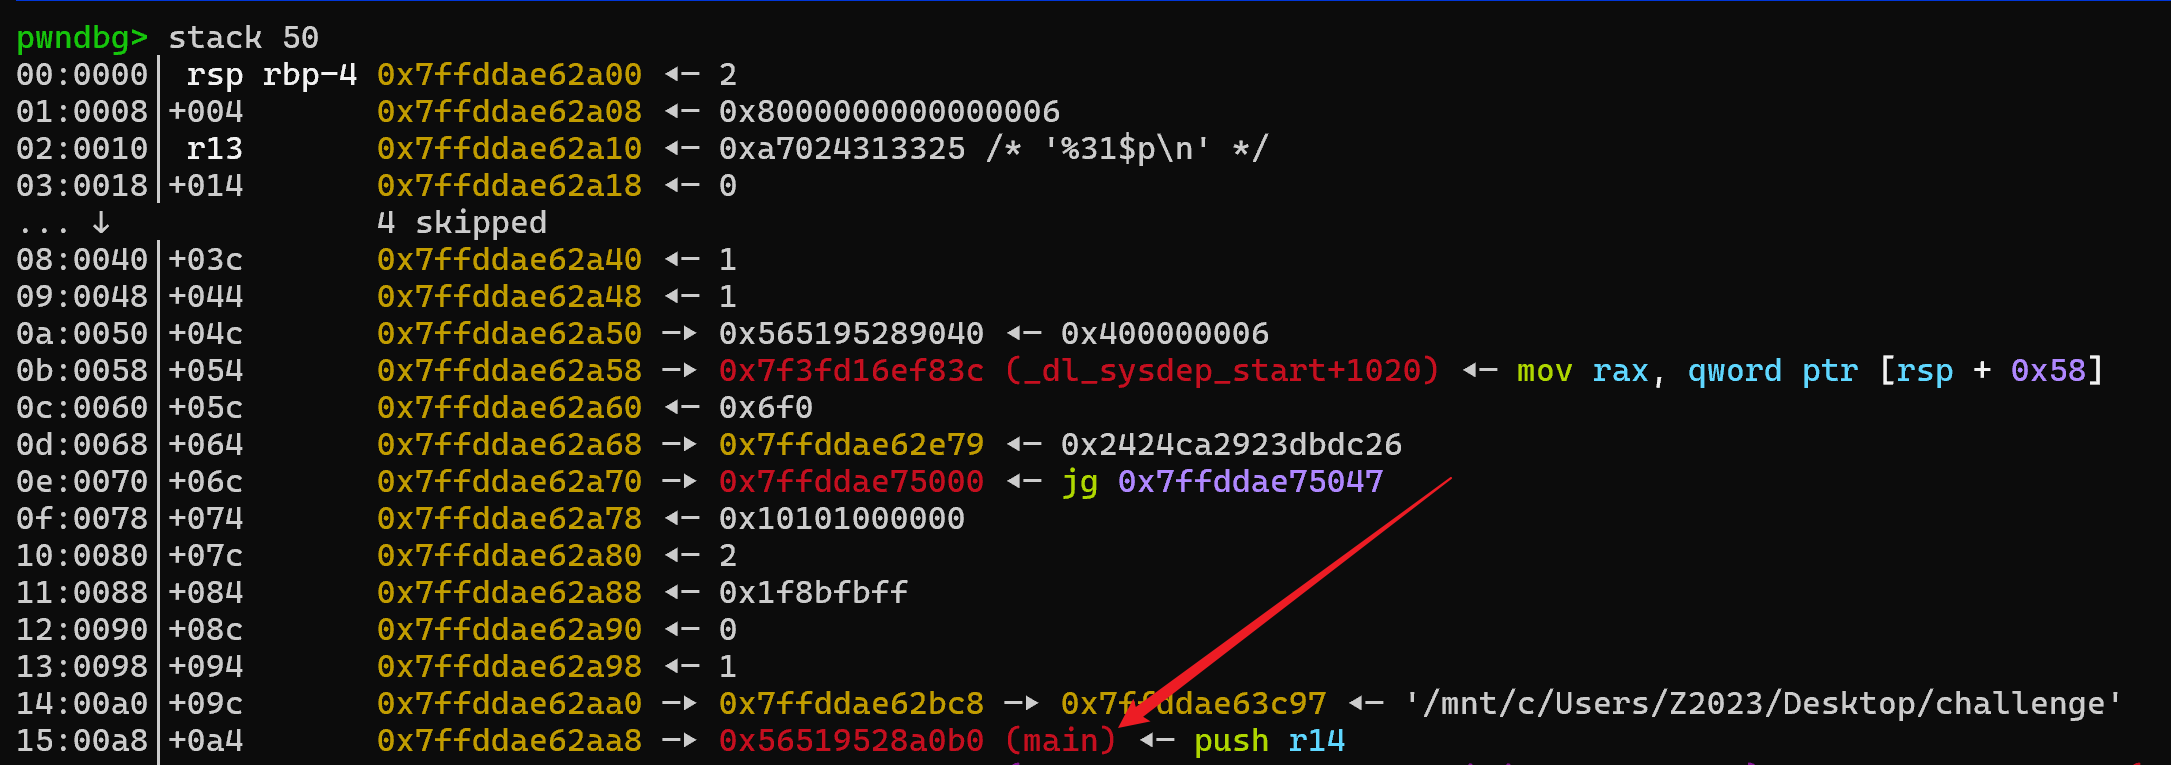 pwndbg> stack 50
00:0000│ rsp rbp-4 0x7ffddae62a00 ◂— 2
01:0008│+004       0x7ffddae62a08 ◂— 0x8000000000000006
02:0010│ r13       0x7ffddae62a10 ◂— 0xa7024313325 /* '%31$p\n' */
03:0018│+014       0x7ffddae62a18 ◂— 0
... ↓              4 skipped
08:0040│+03c       0x7ffddae62a40 ◂— 1
09:0048│+044       0x7ffddae62a48 ◂— 1
0a:0050│+04c       0x7ffddae62a50 —▸ 0x565195289040 ◂— 0x400000006
0b:0058│+054       0x7ffddae62a58 —▸ 0x7f3fd16ef83c (_dl_sysdep_start+1020) ◂— mov rax, qword ptr [rsp + 0x58]
0c:0060│+05c       0x7ffddae62a60 ◂— 0x6f0
0d:0068│+064       0x7ffddae62a68 —▸ 0x7ffddae62e79 ◂— 0x2424ca2923dbdc26
0e:0070│+06c       0x7ffddae62a70 —▸ 0x7ffddae75000 ◂— jg 0x7ffddae75047
0f:0078│+074       0x7ffddae62a78 ◂— 0x10101000000
10:0080│+07c       0x7ffddae62a80 ◂— 2
11:0088│+084       0x7ffddae62a88 ◂— 0x1f8bfbff
12:0090│+08c       0x7ffddae62a90 ◂— 0
13:0098│+094       0x7ffddae62a98 ◂— 1
14:00a0│+09c       0x7ffddae62aa0 —▸ 0x7ffddae62bc8 —▸ 0x7ffddae63c97 ◂— '/mnt/c/Users/Z2023/Desktop/challenge'
15:00a8│+0a4       0x7ffddae62aa8 —▸ 0x56519528a0b0 (main) ◂— push r14